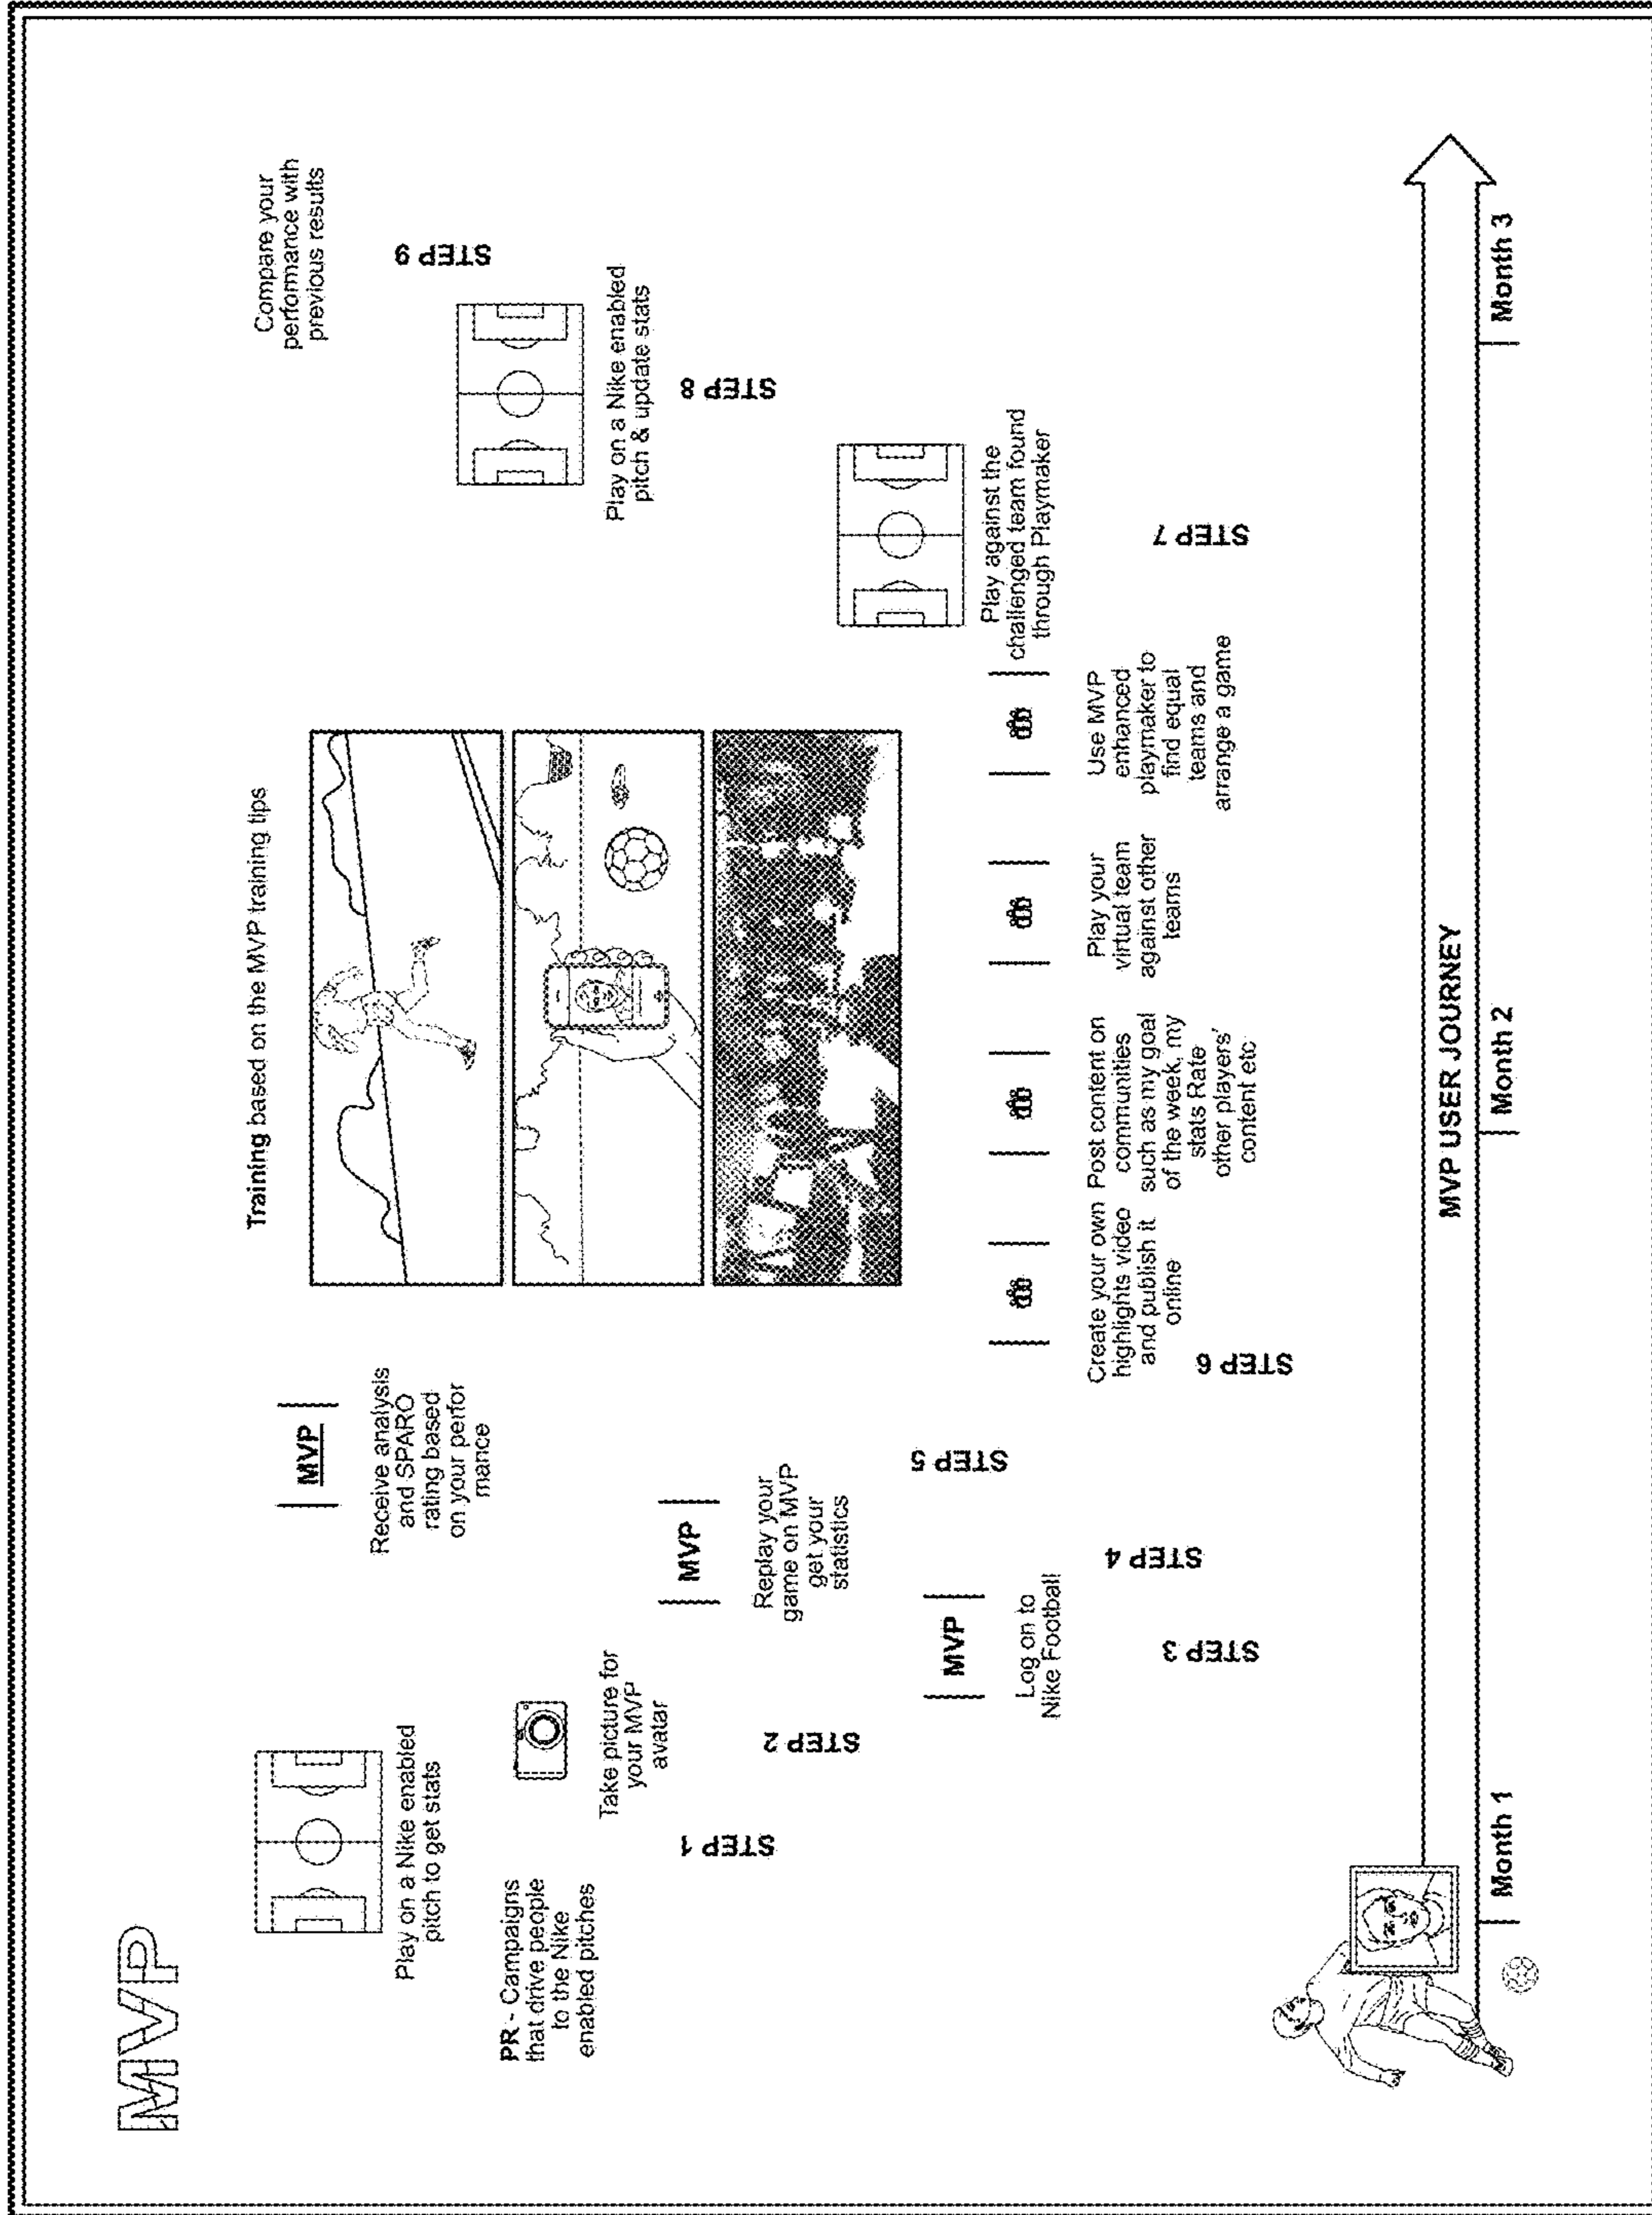 MVP
Play on a Nike enabled
pitch to get stats
PR - Campaigns
that drive people
to the Nike
enabled pitches
STEP 1
Take picture for
your MVP
avatar
STEP 2
MVP
Log on to
Nike Football
STEP 3
MVP
Replay your
game on MVP
get your
statistics
STEP 4
MVP
Receive analysis
and SPARO
rating based
on your perfor
mance
STEP 5
Training based on the MVP training tips
Create your own
highlights video
and publish it
online
STEP 6
Post content on
communities
such as my goal
of the week, my
stats Rate
other players'
content etc
Play your
virtual team
against other
teams
Use MVP
enhanced
playmaker to
find equal
teams and
arrange a game
Play against the
challenged team found
through Playmaker
STEP 7
Play on a Nike enabled
pitch & update stats
STEP 8
Compare your
performance with
previous results
STEP 9
MVP USER JOURNEY
Month 1
Month 2
Month 3